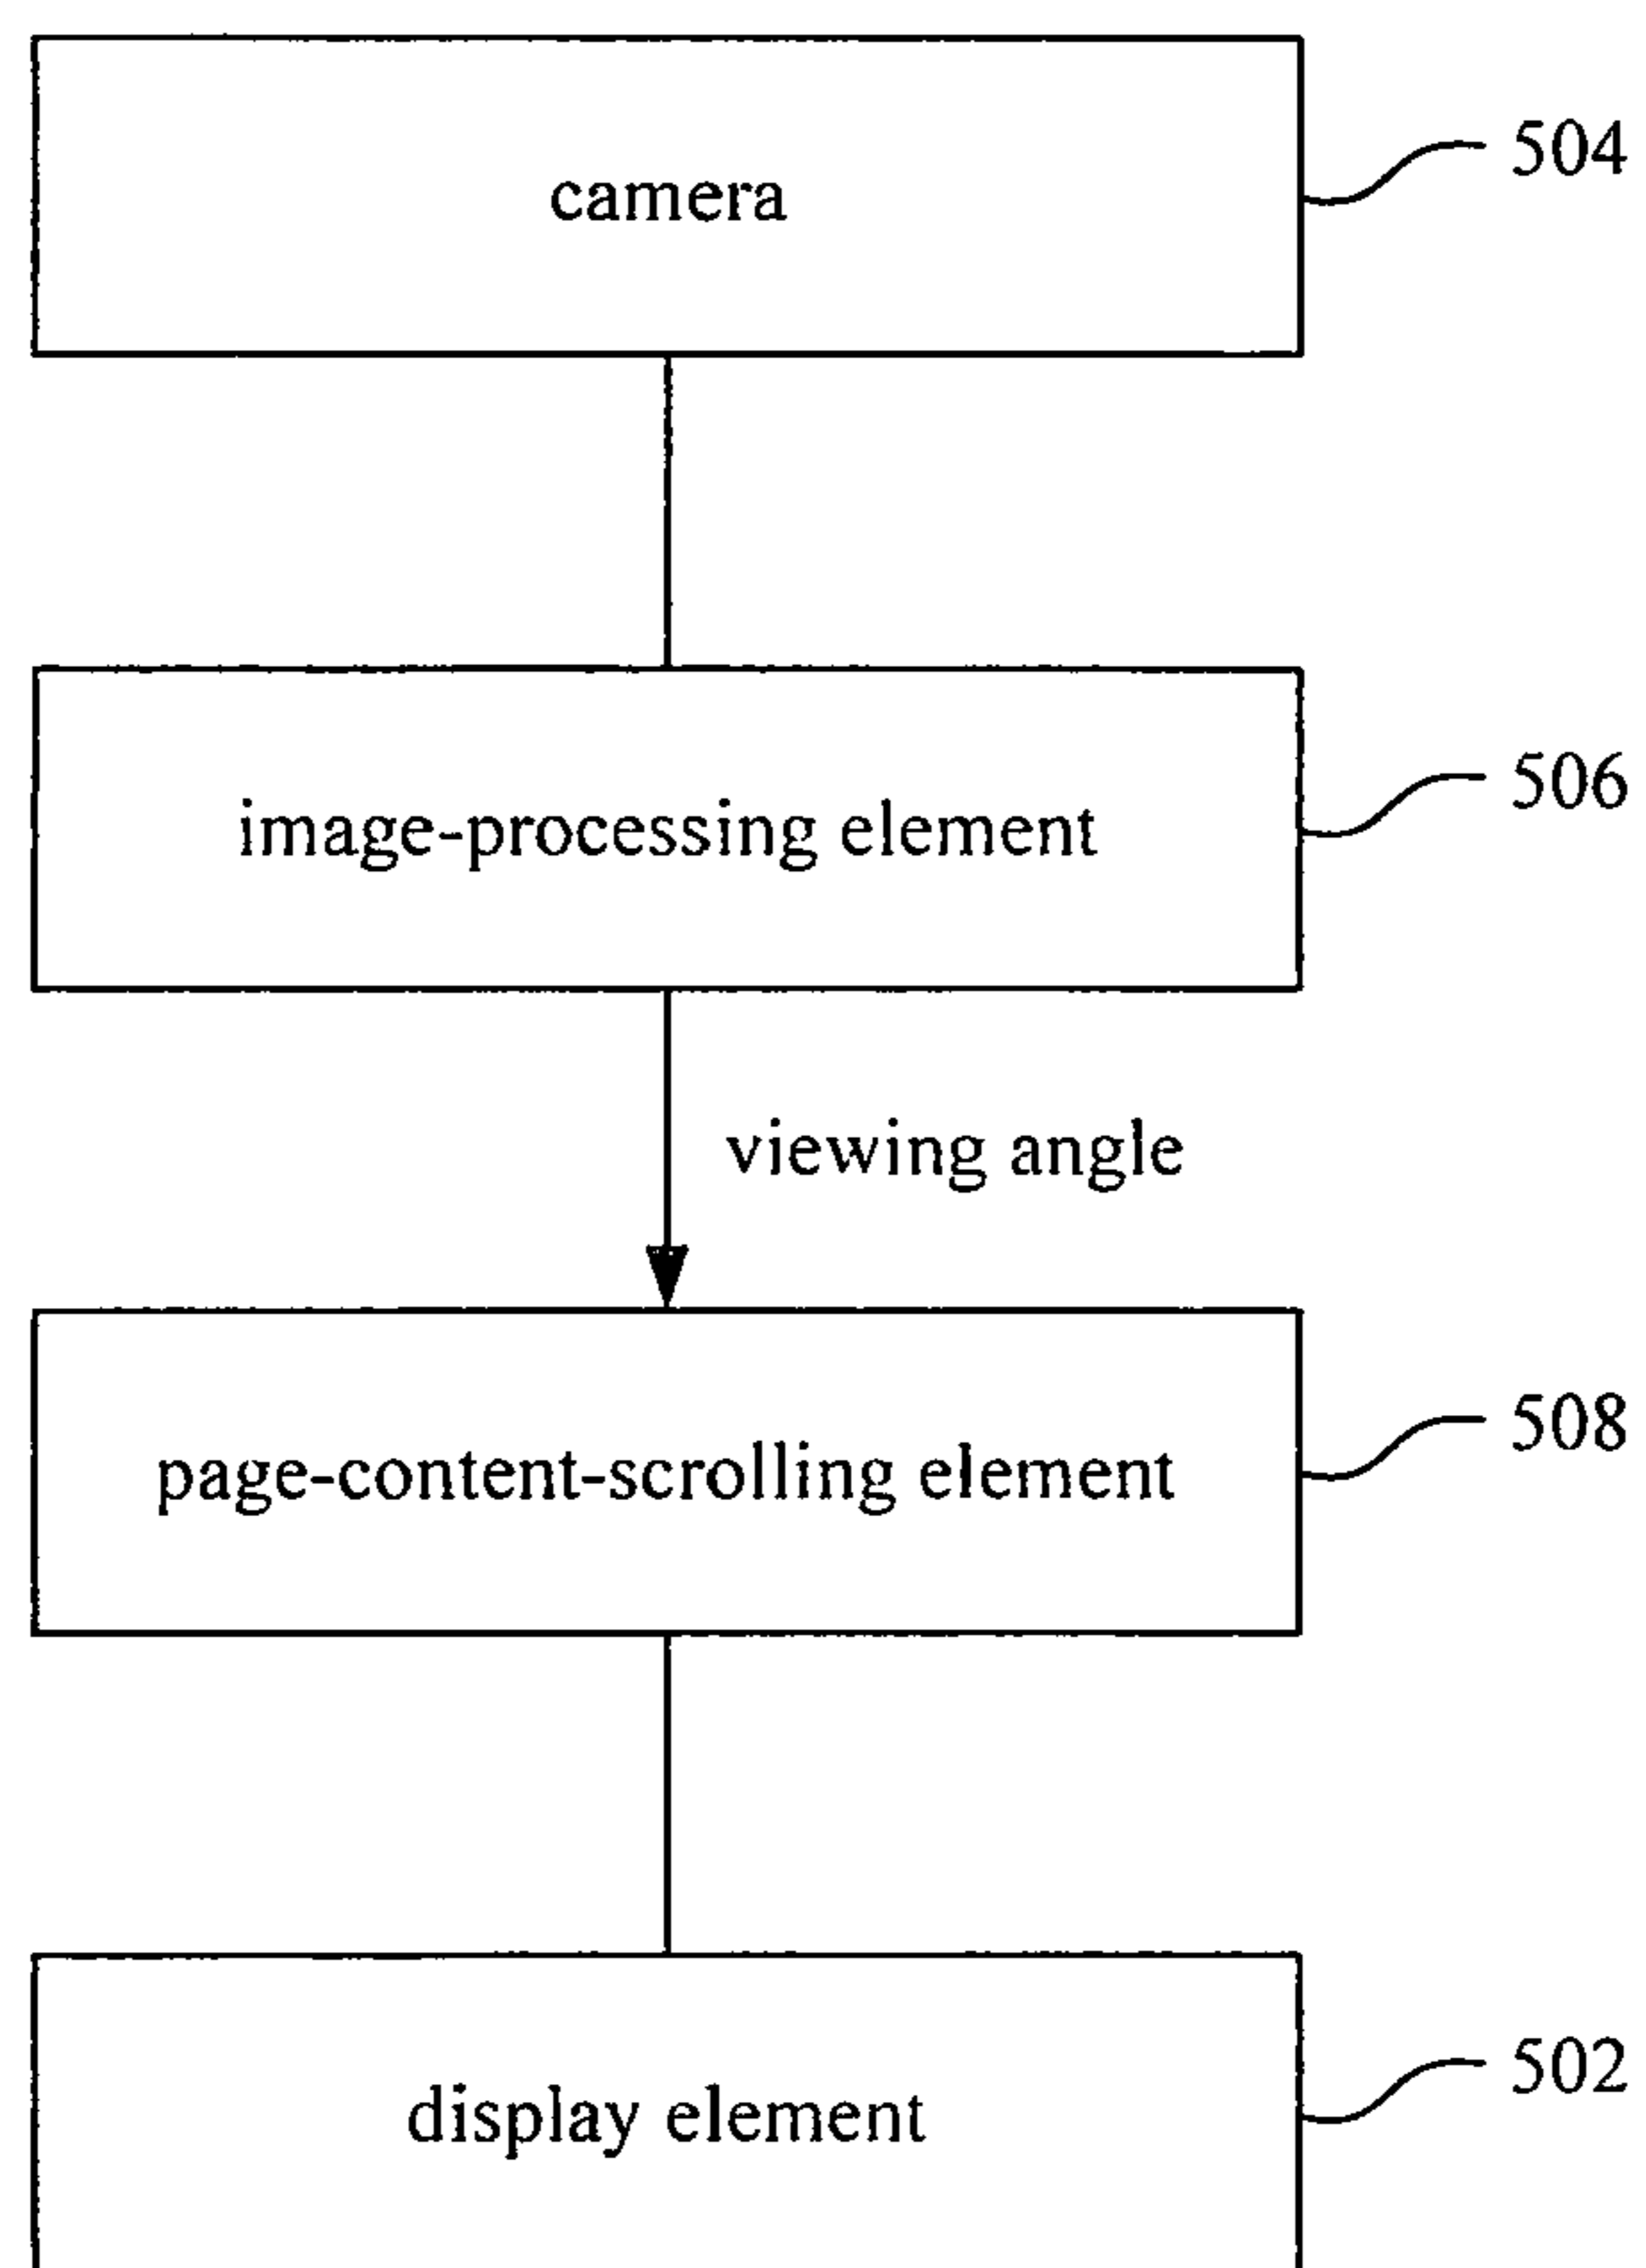 504
camera
506
image-processing element
viewing angle
508
page-content-scrolling element
502
display element